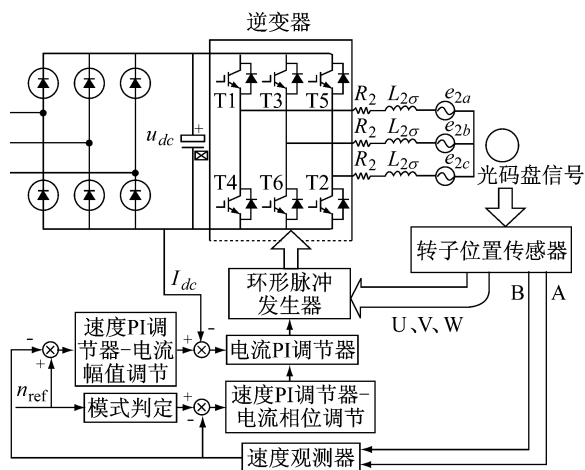 逆变器
T1
T3
T5
R₂
L₂σ
e₂a
u_dc
+
R₂
L₂σ
e₂b
R₂
L₂σ
e₂c
T4
T6
T2
光码盘信号
转子位置传感器
I_dc
环形脉冲
发生器
B
A
U、V、W
-
+
速度PI调
节器-电流
幅值调节
+
-
电流PI调节器
n_ref
模式判定
+
-
速度PI调节器-
电流相位调节
速度观测器